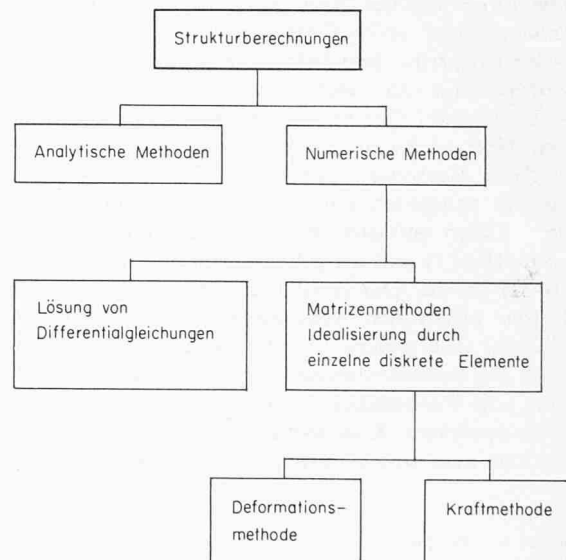 Strukturberechnungen
Analytische Methoden
Numerische Methoden
Lösung von
Differentialgleichungen
Matrizenmethoden
Idealisierung durch
einzelne diskrete Elemente
Deformations-
methode
Kraftmethode